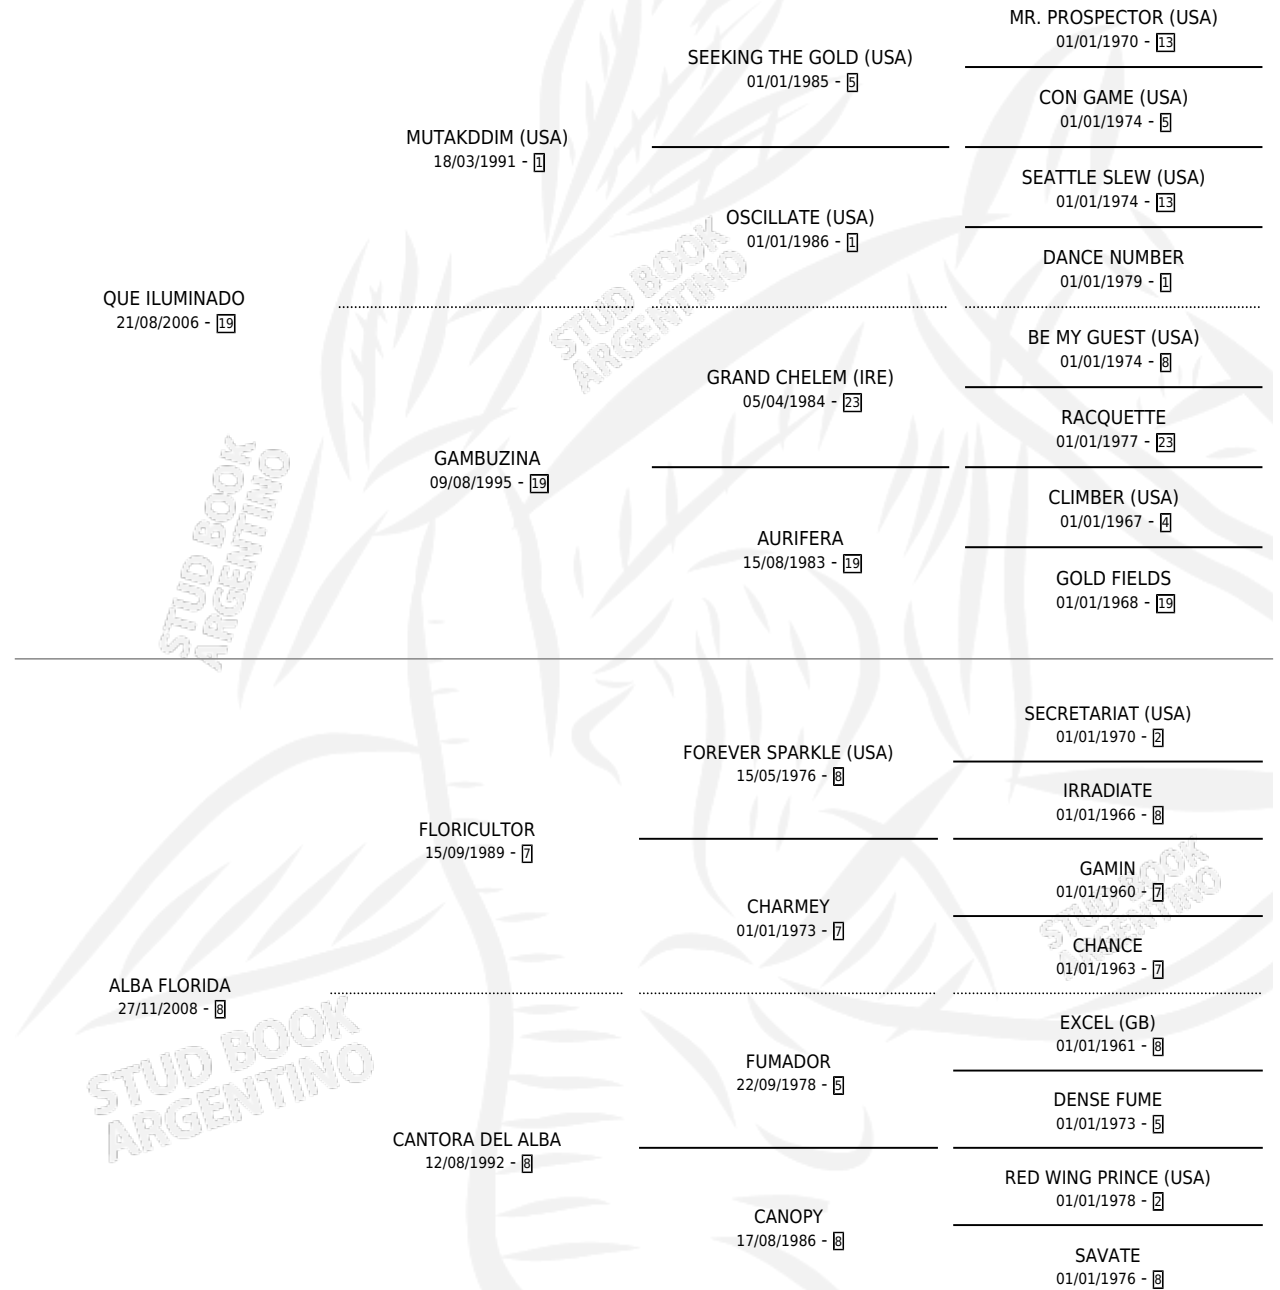 MR. PROSPECTOR (USA)
01/01/1970 - 13
SEEKING THE GOLD (USA)
01/01/1985 - 5
CON GAME (USA)
01/01/1974 - 5
MUTAKDDIM (USA)
18/03/1991 - 1
SEATTLE SLEW (USA)
01/01/1974 - 13
OSCILLATE (USA)
01/01/1986 - 1
DANCE NUMBER
01/01/1979 - 1
QUE ILUMINADO
21/08/2006 - 19
STUD BOOK
ARGENTINO
BE MY GUEST (USA)
01/01/1974 - 8
GRAND CHELEM (IRE)
05/04/1984 - 23
RACQUETTE
01/01/1977 - 23
GAMBUZINA
09/08/1995 - 19
CLIMBER (USA)
01/01/1967 - 4
AURIFERA
15/08/1983 - 19
GOLD FIELDS
01/01/1968 - 19
STUD BOOK
ARGENTINO
SECRETARIAT (USA)
01/01/1970 - 2
FOREVER SPARKLE (USA)
15/05/1976 - 8
IRRADIATE
01/01/1966 - 8
FLORICULTOR
15/09/1989 - 7
GAMIN
01/01/1960 - 7
CHARMEY
01/01/1973 - 7
CHANCE
01/01/1963 - 7
STUD BOOK
ARGENTINO
ALBA FLORIDA
27/11/2008 - 8
STUD BOOK
ARGENTINO
EXCEL (GB)
01/01/1961 - 8
FUMADOR
22/09/1978 - 5
DENSE FUME
01/01/1973 - 5
CANTORA DEL ALBA
12/08/1992 - 8
RED WING PRINCE (USA)
01/01/1978 - 2
CANOPY
17/08/1986 - 8
SAVATE
01/01/1976 - 8